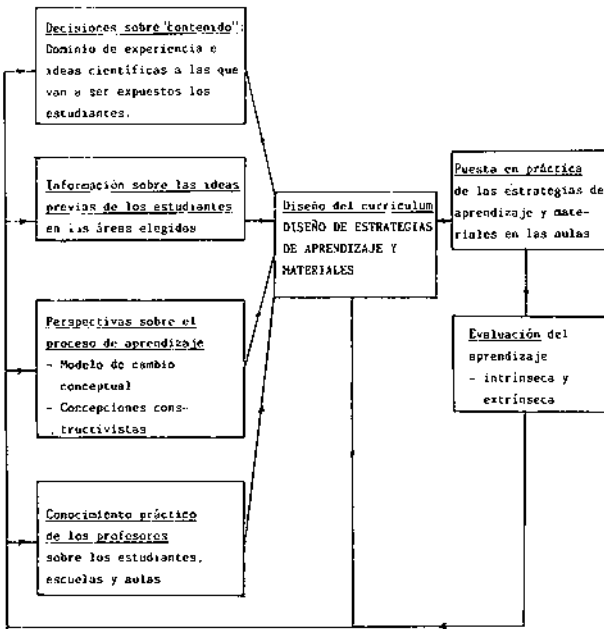 Decisiones sobre "contenido":
Dominio de experiencia e
ideas científicas a las que
van a ser expuestos los
estudiantes.
Información sobre las ideas
previas de los estudiantes
en las áreas elegidas
Perspectivas sobre el
proceso de aprendizaje
- Modelo de cambio
conceptual
- Concepciones cons-
tructivistas
Conocimiento práctico
de los profesores
sobre los estudiantes,
escuelas y aulas
Diseño del curriculum
DISEÑO DE ESTRATEGIAS
DE APRENDIZAJE Y
MATERIALES
Puesta en práctica
de las estrategias de
aprendizaje y mate-
riales en las aulas
Evaluación del
aprendizaje
- intrínseca y
extrínseca